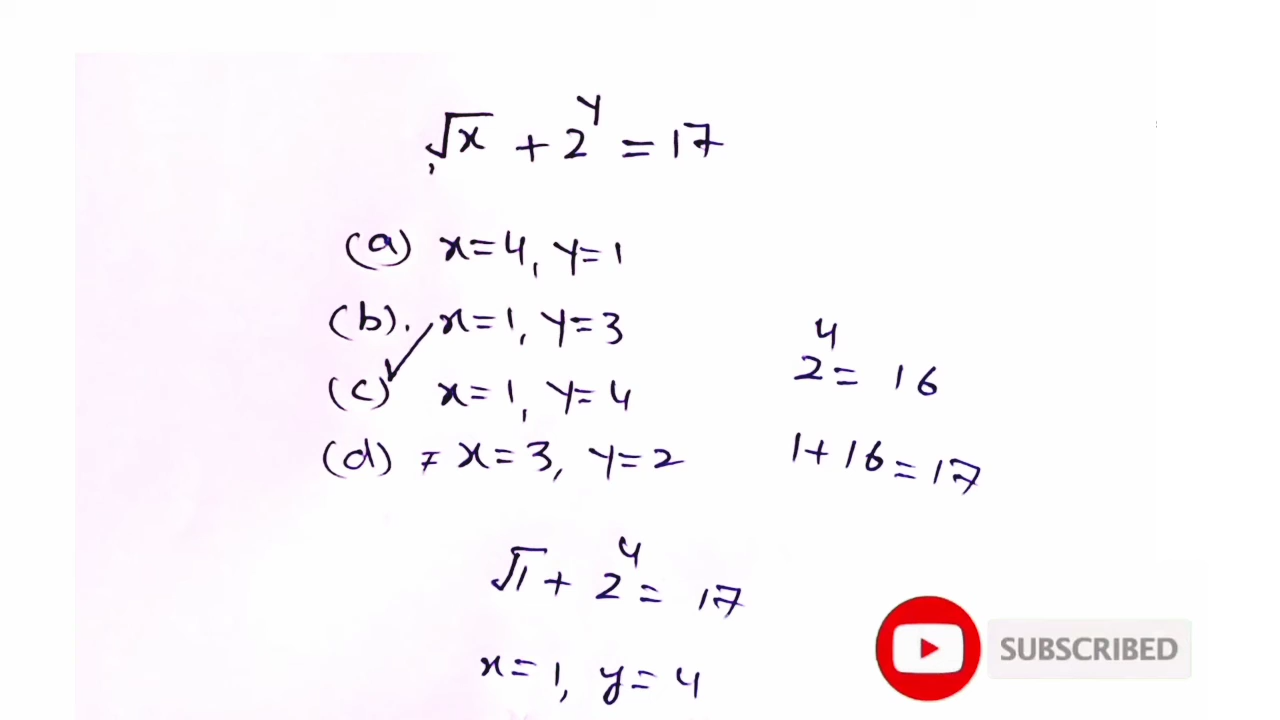 √x + 2^y = 17
(a) x=4, y=1
(b). x=1, y=3
(c) x=1, y=4
(d) = x=3, y=2
2^4 = 16
1+16=17
√1 + 2^4 = 17
x=1, y=4
SUBSCRIBED